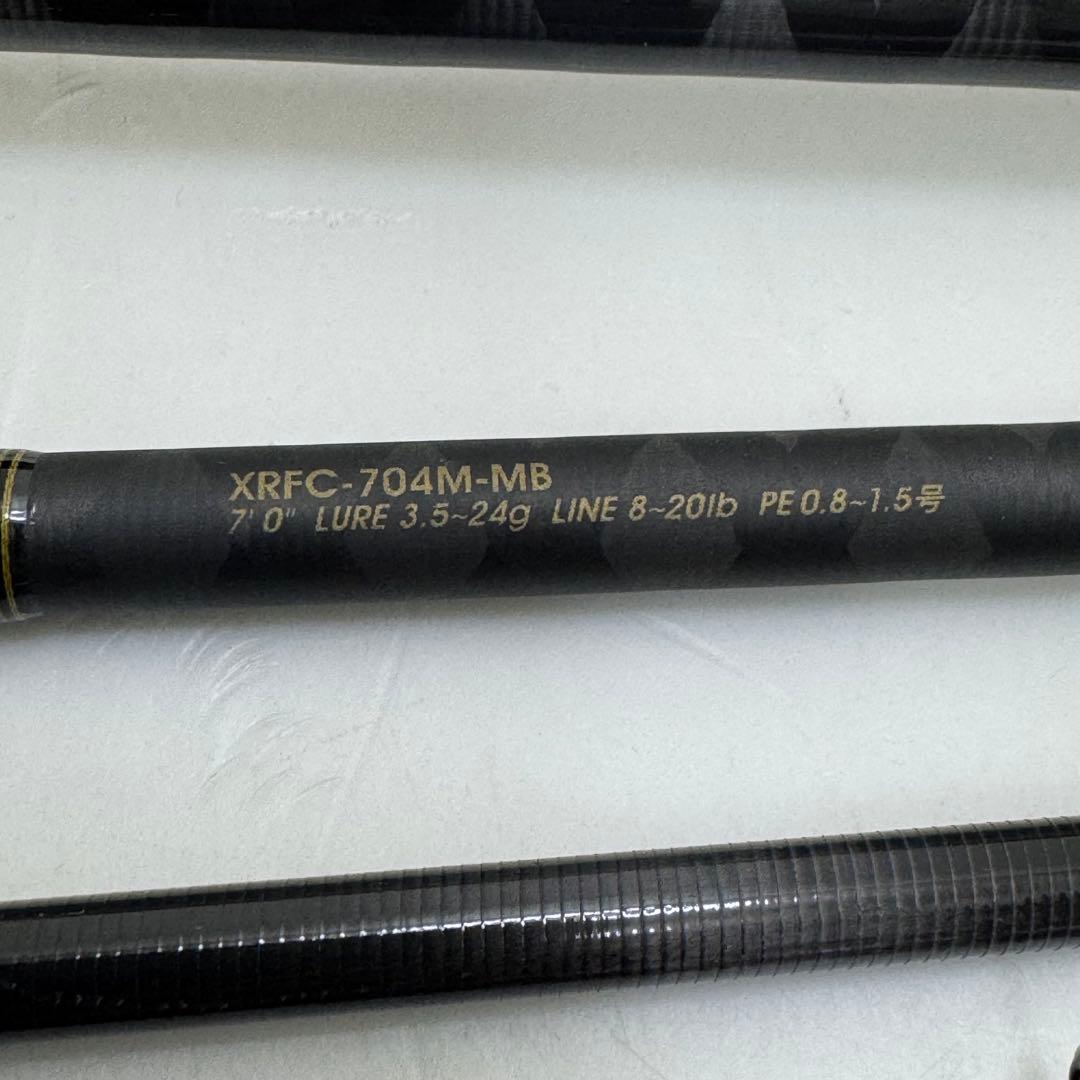 XRFC-704M-MB
7'0" LURE 3.5~24g LINE 8~20lb PE 0.8~1.5号